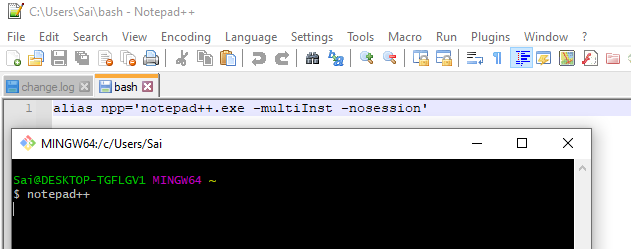 C:\Users\Sai\bash - Notepad++
File Edit Search View Encoding Language Settings Tools Macro Run Plugins Window ?
change.log bash
1 alias npp='notepad++.exe -multiInst -nosession'
MINGW64:/c/Users/Sai
Sai@DESKTOP-TGFLGV1 MINGW64 ~
$ notepad++